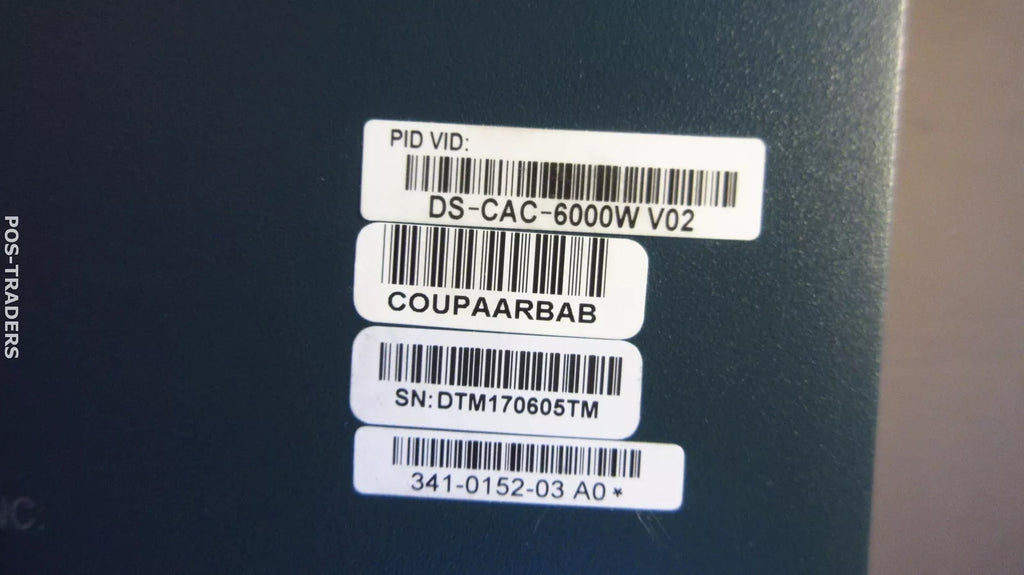 PID VID:
DS-CAC-6000W V02
COUPAARBAB
SN:DTM170605TM
341-0152-03 A0*
POS-TRADERS